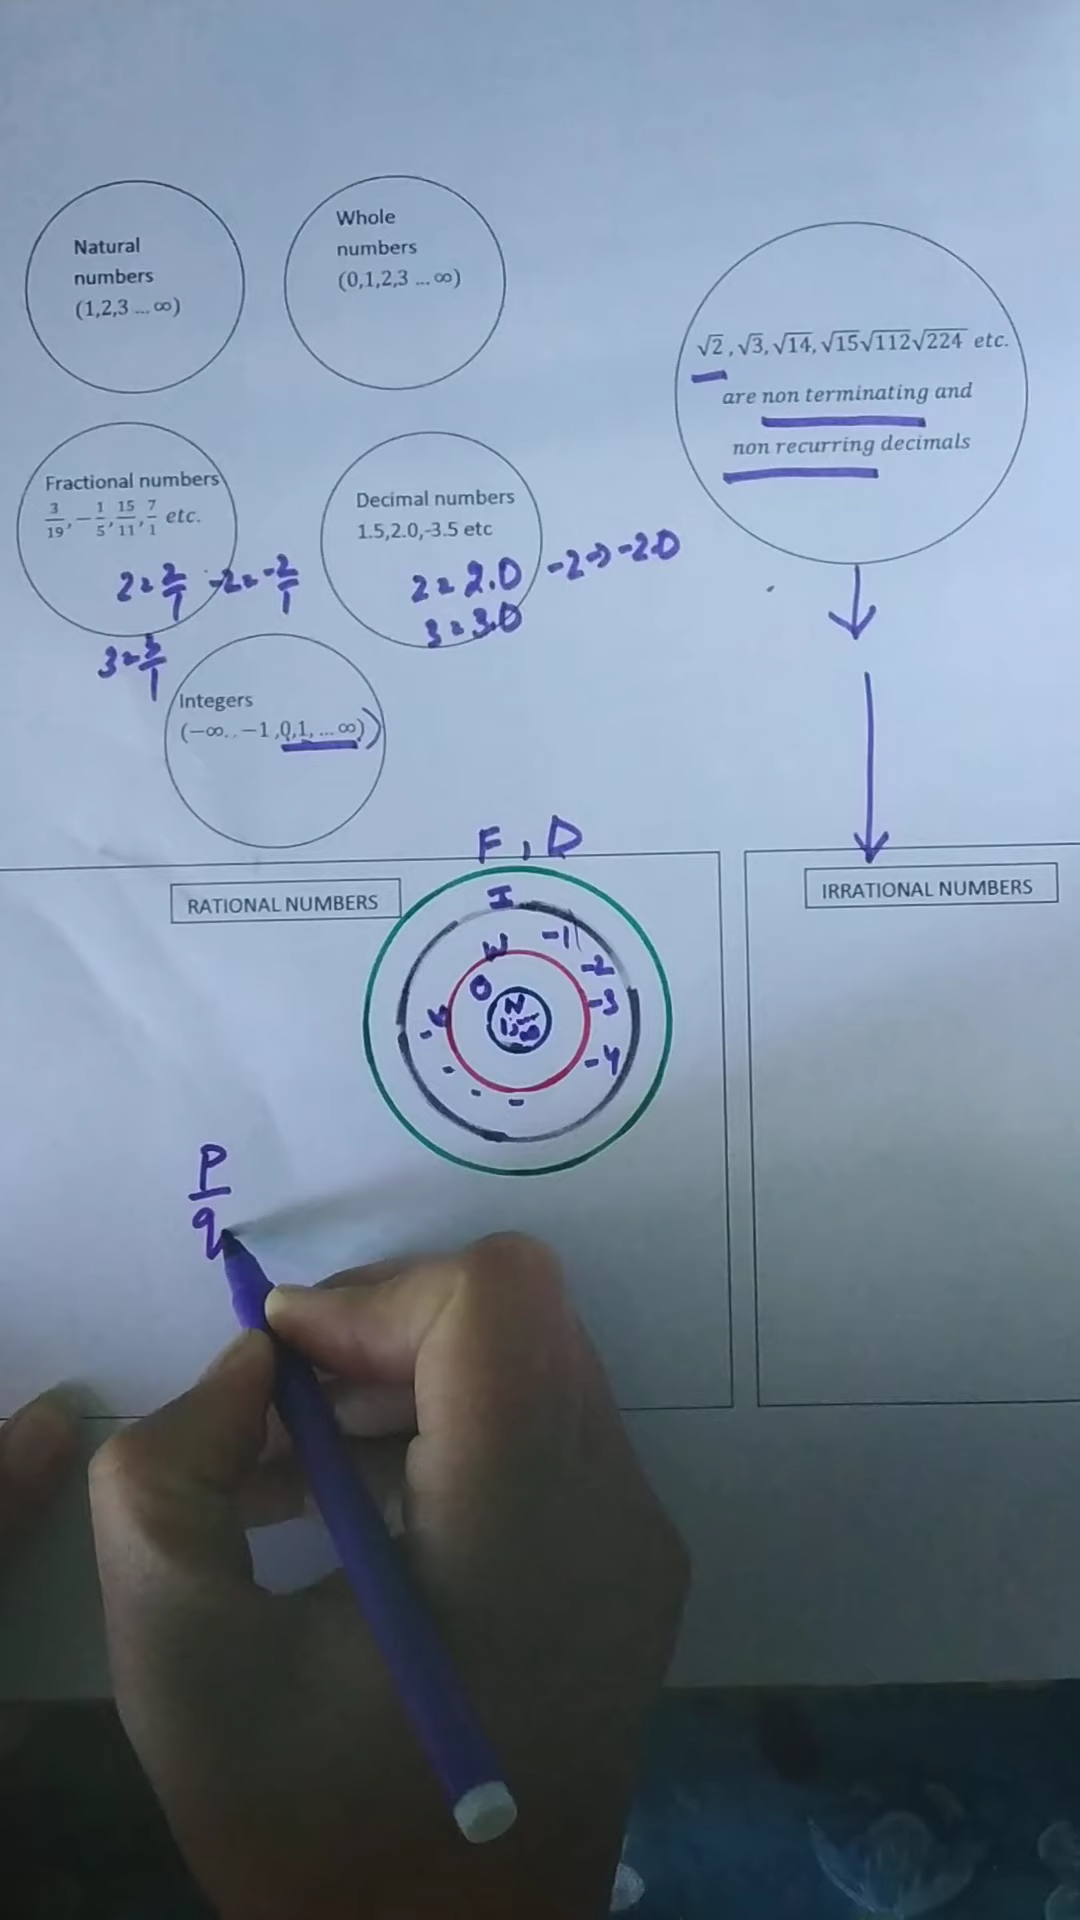 Natural
numbers
(1,2,3 ... ∞)
Whole
numbers
(0,1,2,3 ... ∞)
√2, √3, √14, √15√112√224 etc.
are non terminating and
non recurring decimals
Fractional numbers
3/19, -1/5, 15/11, 7/1 etc.
2=2/1 -2=-2/1
3=3/1
Decimal numbers
1.5,2.0,-3.5 etc
2=2.0 -2→-2.0
3=3.0
Integers
(-∞.. -1 ,0,1, ... ∞))
F, D
RATIONAL NUMBERS
I
W
-1
-2
0
N
-3
-4
P/q
IRRATIONAL NUMBERS